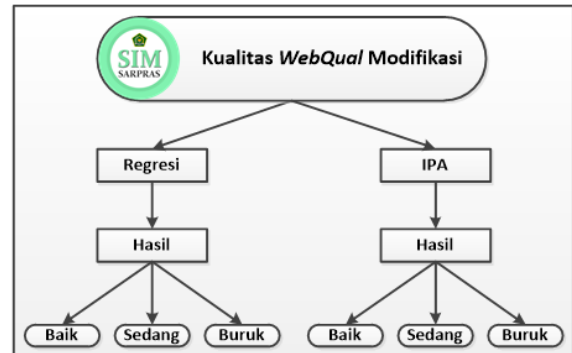 SIM
SARPRAS
Kualitas WebQual Modifikasi
Regresi
IPA
Hasil
Hasil
Baik
Sedang
Buruk
Baik
Sedang
Buruk